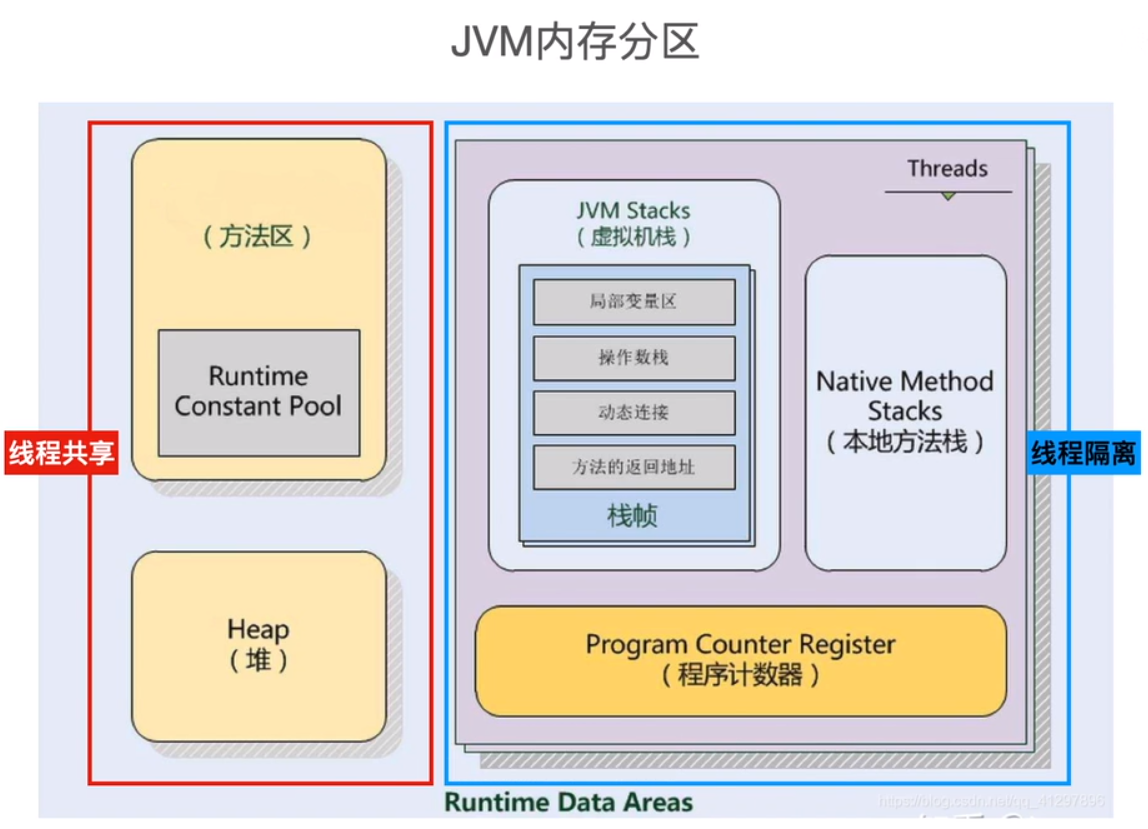 JVM内存分区
（方法区）
Runtime
Constant Pool
线程共享
Heap
（堆）
Threads
JVM Stacks
（虚拟机栈）
局部变量区
操作数栈
动态连接
方法的返回地址
栈帧
Native Method
Stacks
（本地方法栈）
线程隔离
Program Counter Register
（程序计数器）
Runtime Data Areas
https://blog.csdn.net/qq_41297896